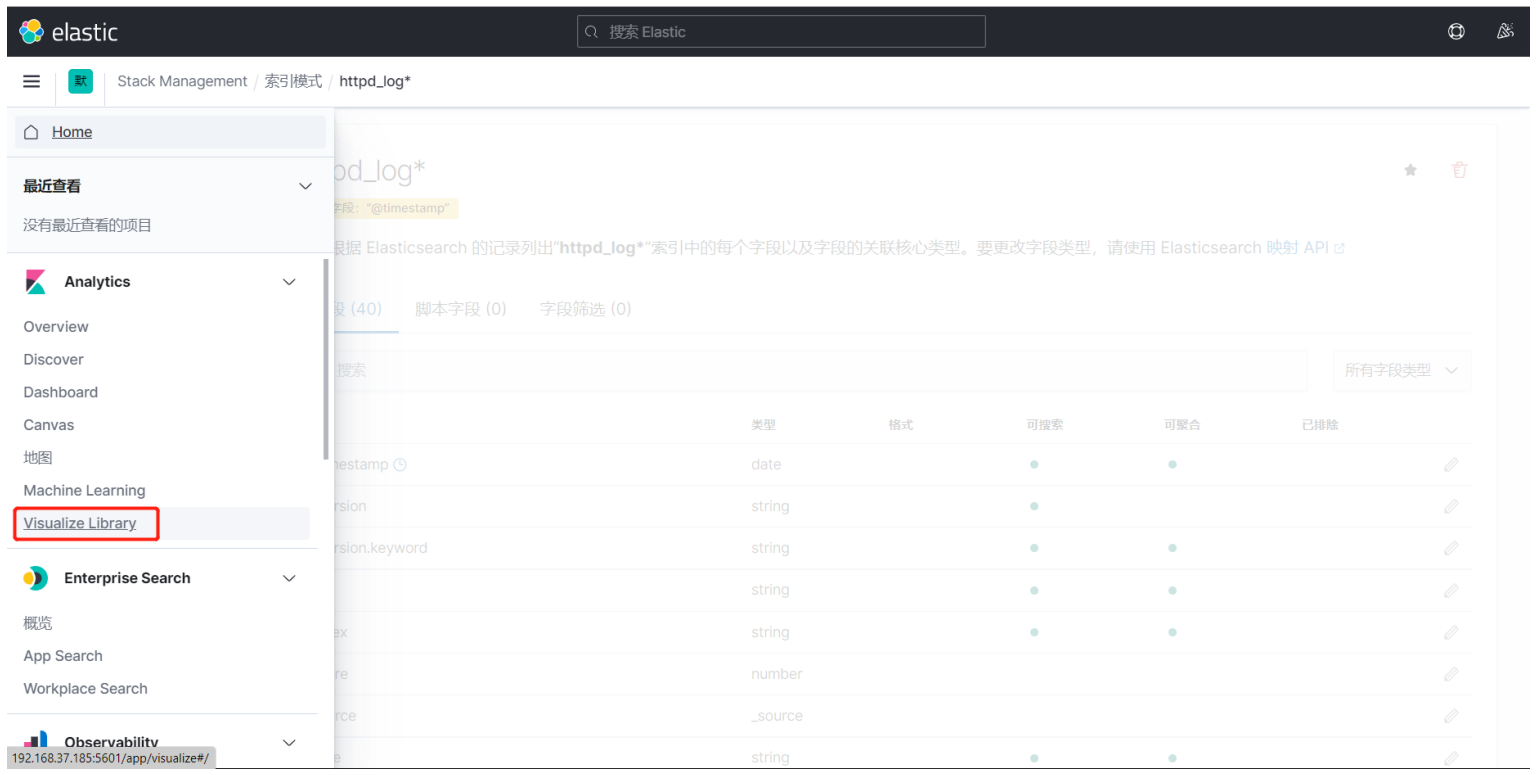 elastic
搜索 Elastic
默
Stack Management / 索引模式 / httpd_log*
Home
最近查看
没有最近查看的项目
Analytics
Overview
Discover
Dashboard
Canvas
地图
Machine Learning
Visualize Library
Enterprise Search
概览
App Search
Workplace Search
Observability
192.168.37.185:5601/app/visualize#/
pd_log*
字段："@timestamp"
根据 Elasticsearch 的记录列出"httpd_log*"索引中的每个字段以及字段的关联核心类型。要更改字段类型，请使用 Elasticsearch 映射 API
段 (40) 脚本字段 (0) 字段筛选 (0)
搜索 所有字段类型
类型 格式 可搜索 可聚合 已排除
nestamp date
rsion string
rsion.keyword string
string
ex string
re number
rce _source
e string